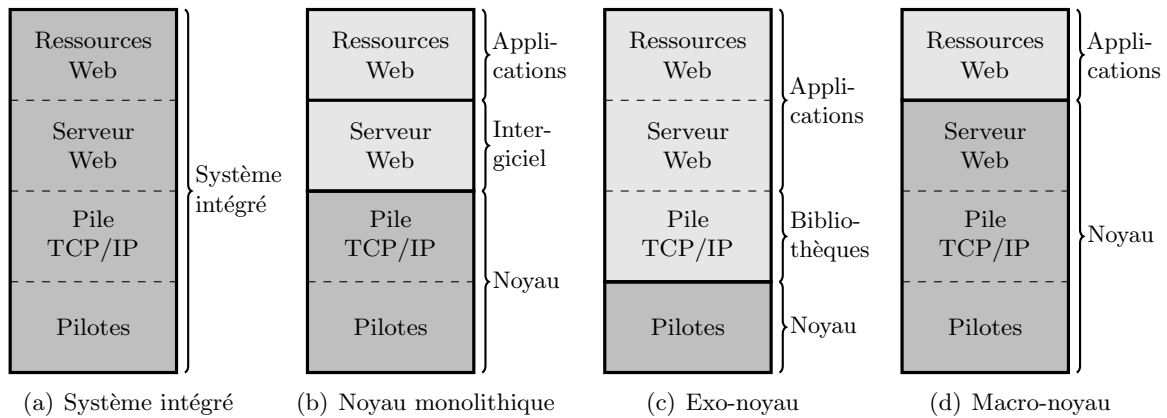 Ressources
Web
Serveur
Web
Pile
TCP/IP
Pilotes
Système
intégré
(a) Système intégré
Ressources
Web
Serveur
Web
Pile
TCP/IP
Pilotes
Appli-
cations
Inter-
giciel
Noyau
(b) Noyau monolithique
Ressources
Web
Serveur
Web
Pile
TCP/IP
Pilotes
Appli-
cations
Biblio-
thèques
Noyau
(c) Exo-noyau
Ressources
Web
Serveur
Web
Pile
TCP/IP
Pilotes
Appli-
cations
Noyau
(d) Macro-noyau